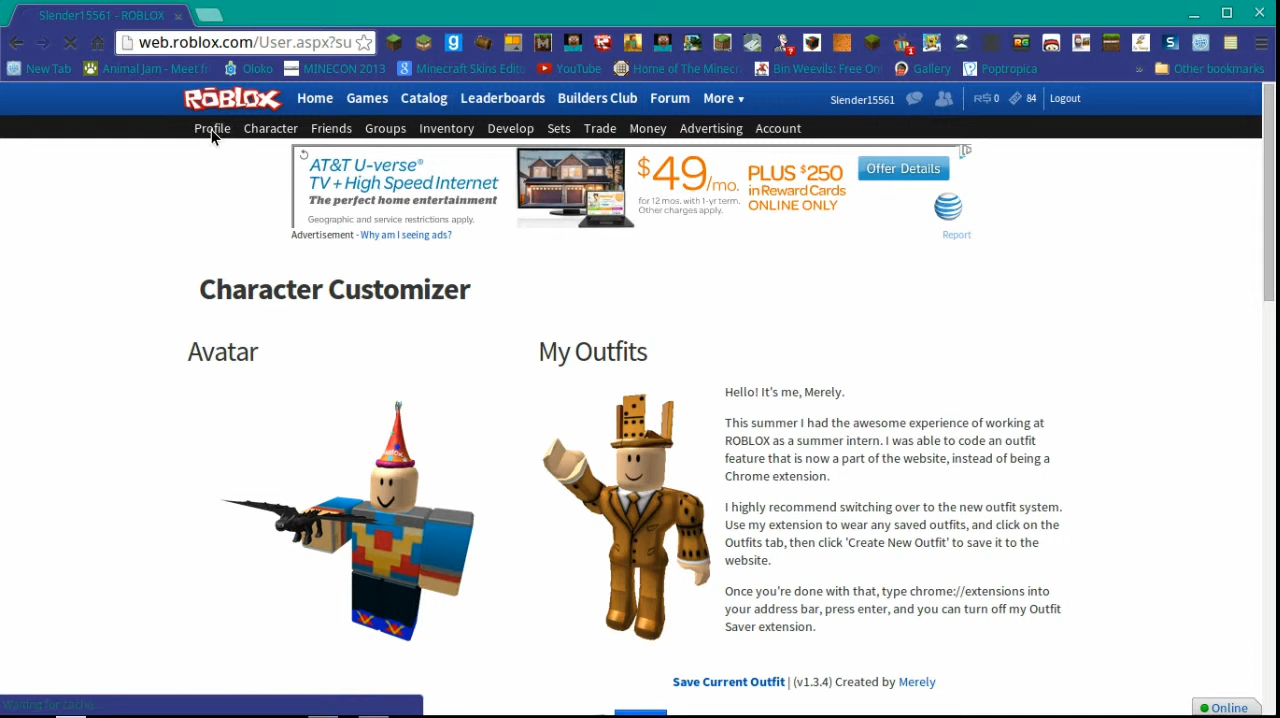 Slender15561 - ROBLOX
web.roblox.com/User.aspx?su
New Tab Animal Jam - Meet fr Oloko MINECON 2013 Minecraft Skins Edito YouTube Home of The Minecr Bin Weevils: Free On Gallery Poptropica » Other bookmarks
ROBLOX Home Games Catalog Leaderboards Builders Club Forum More Slender15561 R$ 0 84 Logout
Profile Character Friends Groups Inventory Develop Sets Trade Money Advertising Account
AT&T U-verse®
TV + High Speed Internet
The perfect home entertainment
Geographic and service restrictions apply.
$49/mo.
for 12 mos. with 1-yr term.
Other charges apply.
PLUS $250
in Reward Cards
ONLINE ONLY
Offer Details
Advertisement - Why am I seeing ads?
Report
Character Customizer
Avatar
My Outfits
Hello! It's me, Merely.
This summer I had the awesome experience of working at
ROBLOX as a summer intern. I was able to code an outfit
feature that is now a part of the website, instead of being a
Chrome extension.
I highly recommend switching over to the new outfit system.
Use my extension to wear any saved outfits, and click on the
Outfits tab, then click 'Create New Outfit' to save it to the
website.
Once you're done with that, type chrome://extensions into
your address bar, press enter, and you can turn off my Outfit
Saver extension.
Save Current Outfit | (v1.3.4) Created by Merely
Waiting for cache...
Online